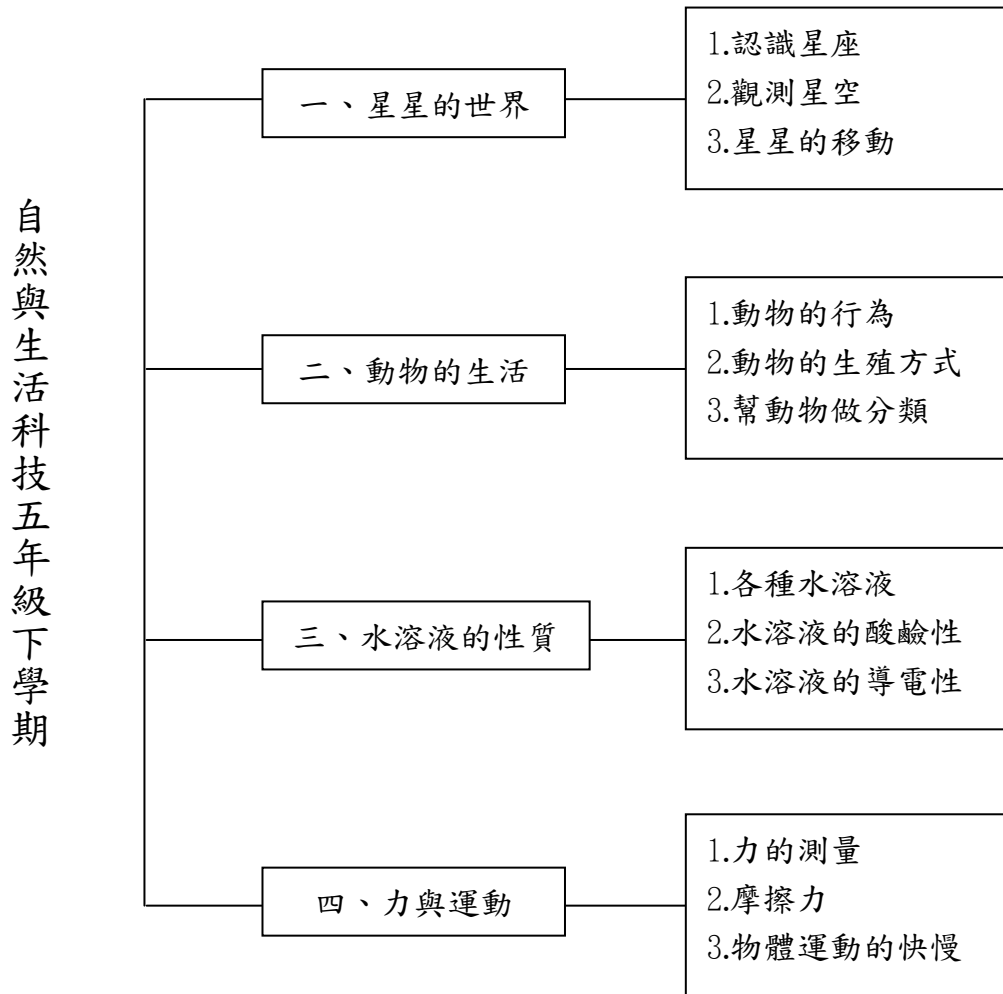 自然與生活科技五年級下學期
一、星星的世界
1.認識星座
2.觀測星空
3.星星的移動
二、動物的生活
1.動物的行為
2.動物的生殖方式
3.幫動物做分類
三、水溶液的性質
1.各種水溶液
2.水溶液的酸鹼性
3.水溶液的導電性
四、力與運動
1.力的測量
2.摩擦力
3.物體運動的快慢